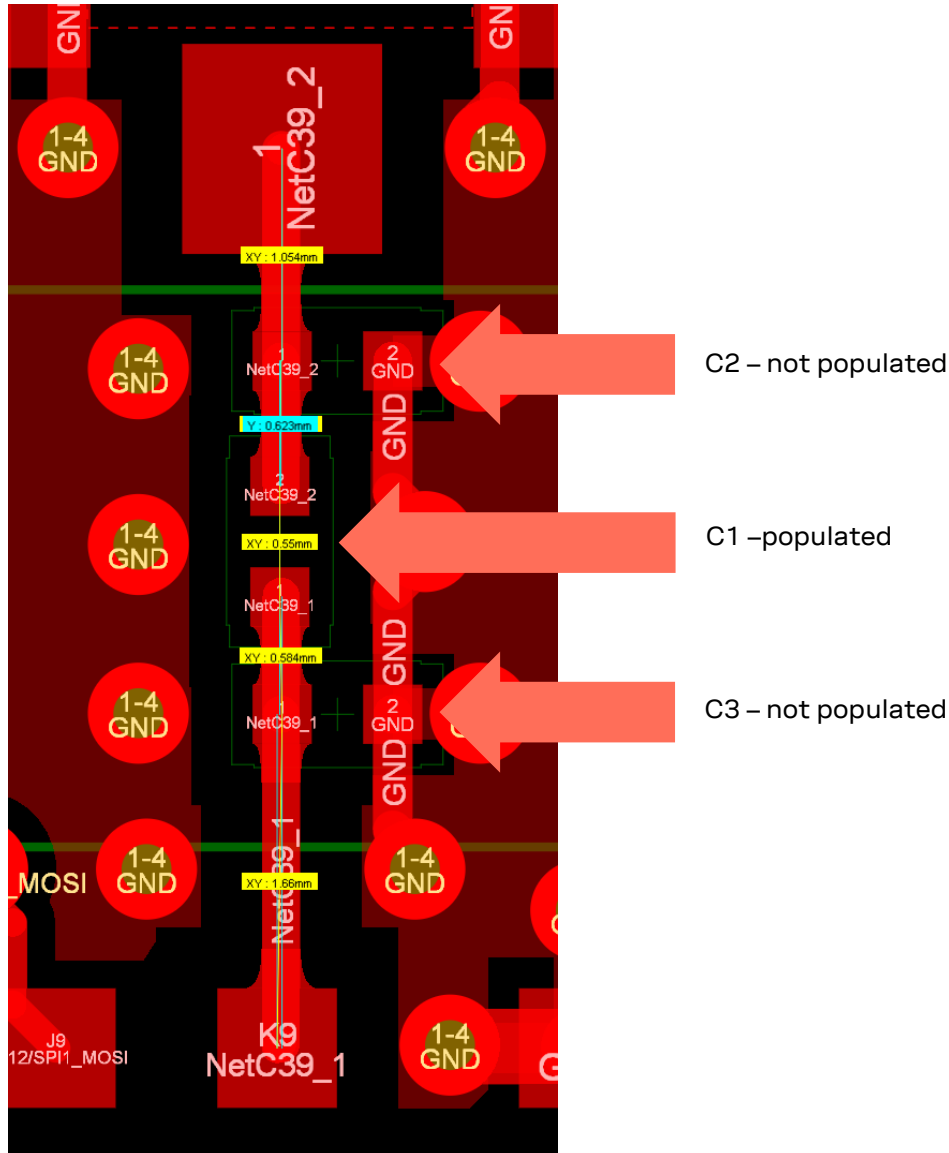 GND
GND
1
NetC39_2
1-4
GND
1-4
GND
XY : 1.054mm
1-4
GND
1
NetC39_2
2
GND
C2 – not populated
Y : 0.623mm
GND
2
NetC39_2
1-4
GND
XY : 0.55mm
C1 –populated
1
NetC39_1
GND
XY : 0.584mm
1-4
GND
1
NetC39_1
2
GND
C3 – not populated
GND
NetC39_1
1-4
GND
1-4
GND
_MOSI
XY : 1.66mm
J9
12/SPI1_MOSI
K9
NetC39_1
1-4
GND
G